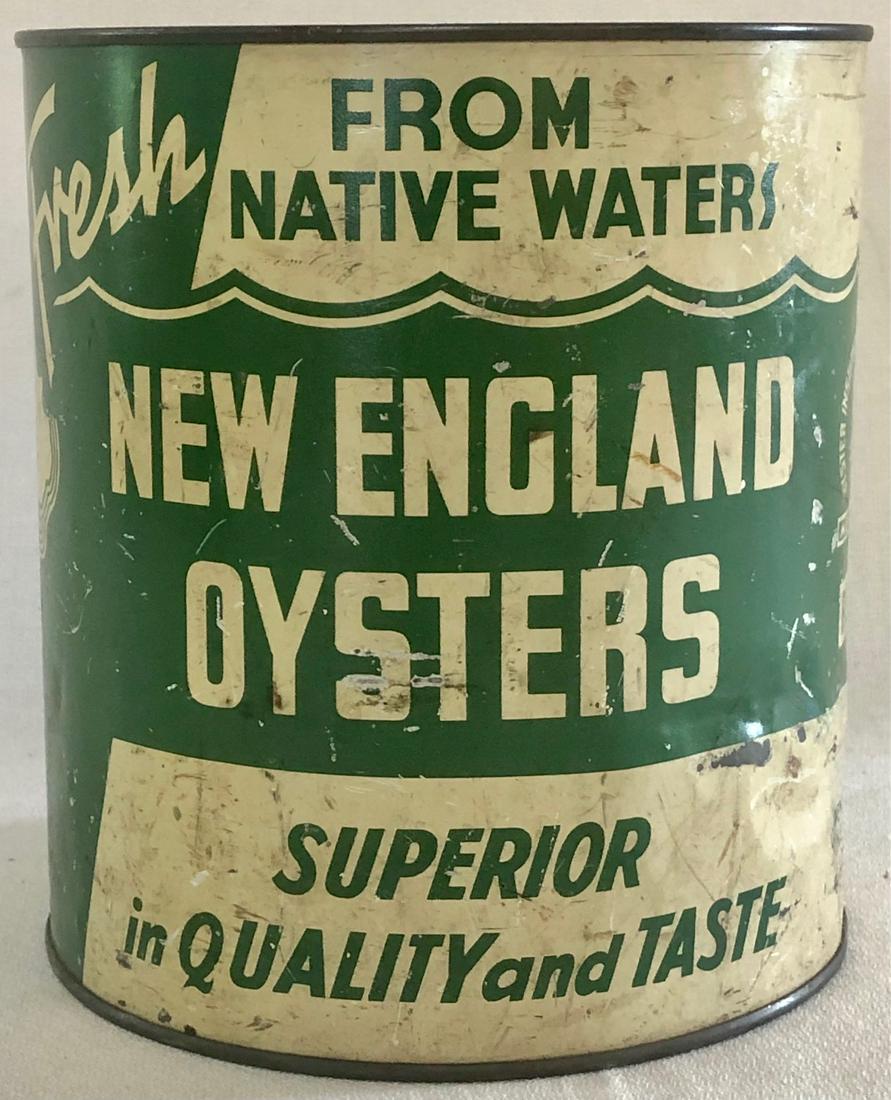 Fresh
FROM
NATIVE WATERS
NEW ENGLAND
OYSTERS
SUPERIOR
in QUALITY and TASTE